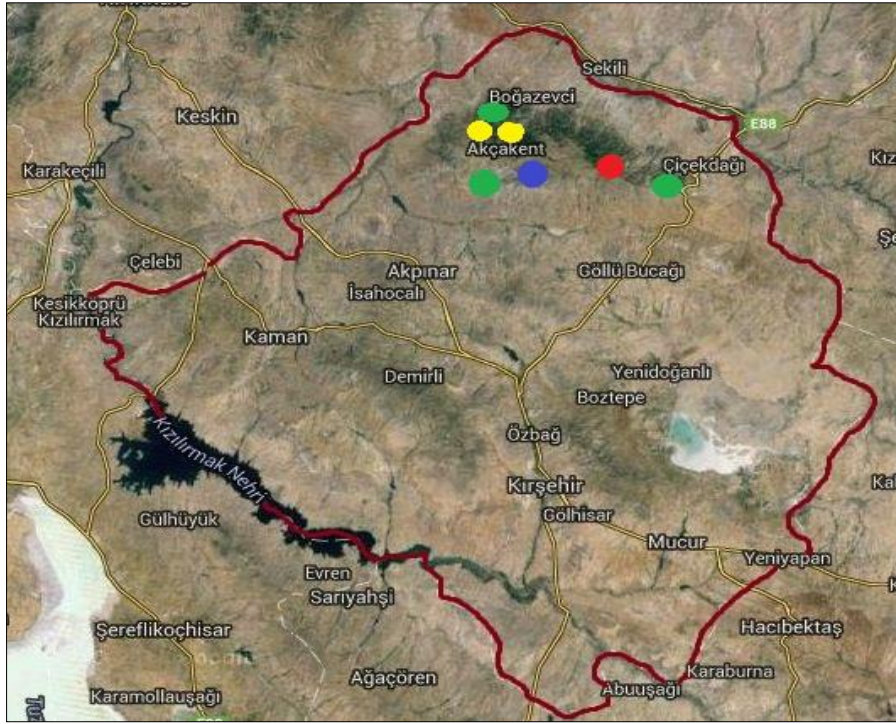 Sekili
Boğazevci
Keskin
E88
Akçakent
Karakeçili
Çiçekdağı
Çelebi
Akpınar
Göllü Bucağı
İsahocalı
Kesikköprü
Kızılırmak
Kaman
Demirli
Yenidoğanlı
Boztepe
Kızılırmak Nehri
Özbağ
Kırşehir
Gülhüyük
Gölhisar
Mucur
Yeniyapan
Evren
Sarıyahşi
Şereflikoçhisar
Hacıbektaş
Ağaçören
Karaburna
Karamollauşağı
Abuuşağı